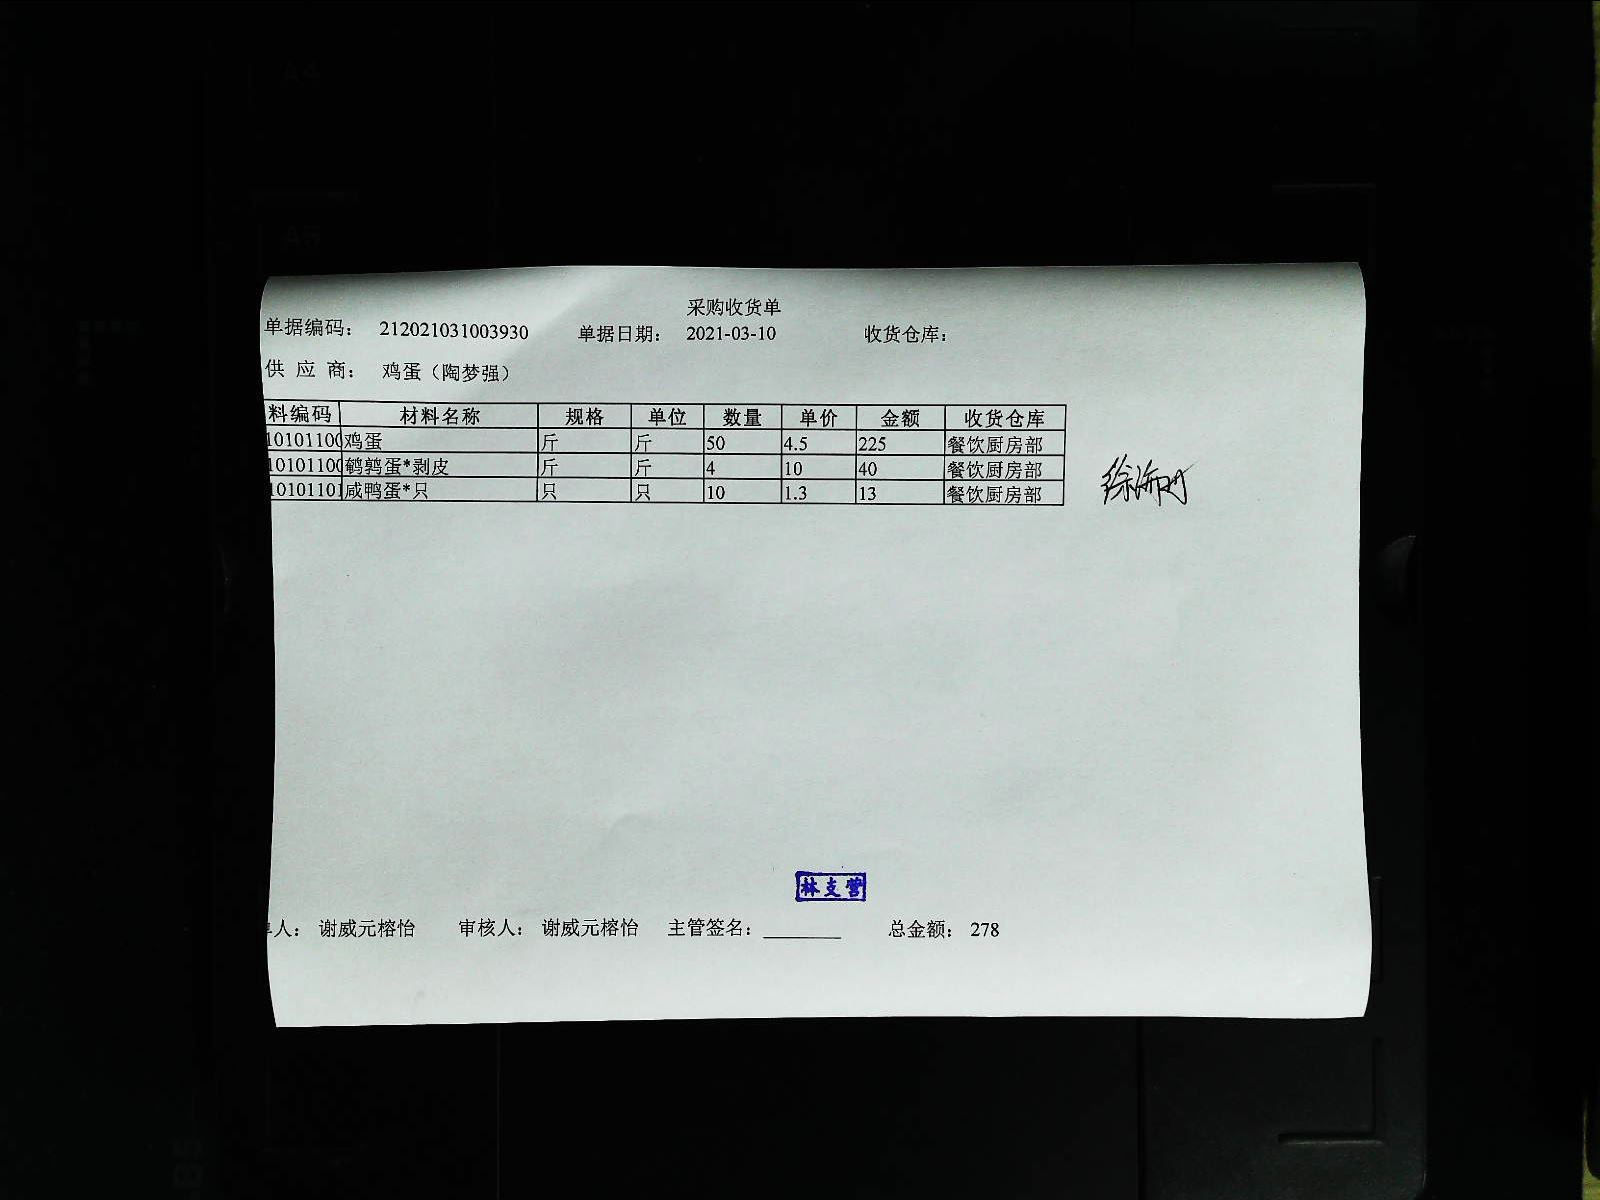 采购收货单
单据编码： 212021031003930 单据日期： 2021-03-10 收货仓库：
供 应 商： 鸡蛋（陶梦强）
料编码 材料名称 规格 单位 数量 单价 金额 收货仓库
10101100 鸡蛋 斤 斤 50 4.5 225 餐饮厨房部
10101100 鹌鹑蛋*剥皮 斤 斤 4 10 40 餐饮厨房部
10101101 咸鸭蛋*只 只 只 10 1.3 13 餐饮厨房部
林支营
人： 谢威元榕怡 审核人： 谢威元榕怡 主管签名：________ 总金额： 278